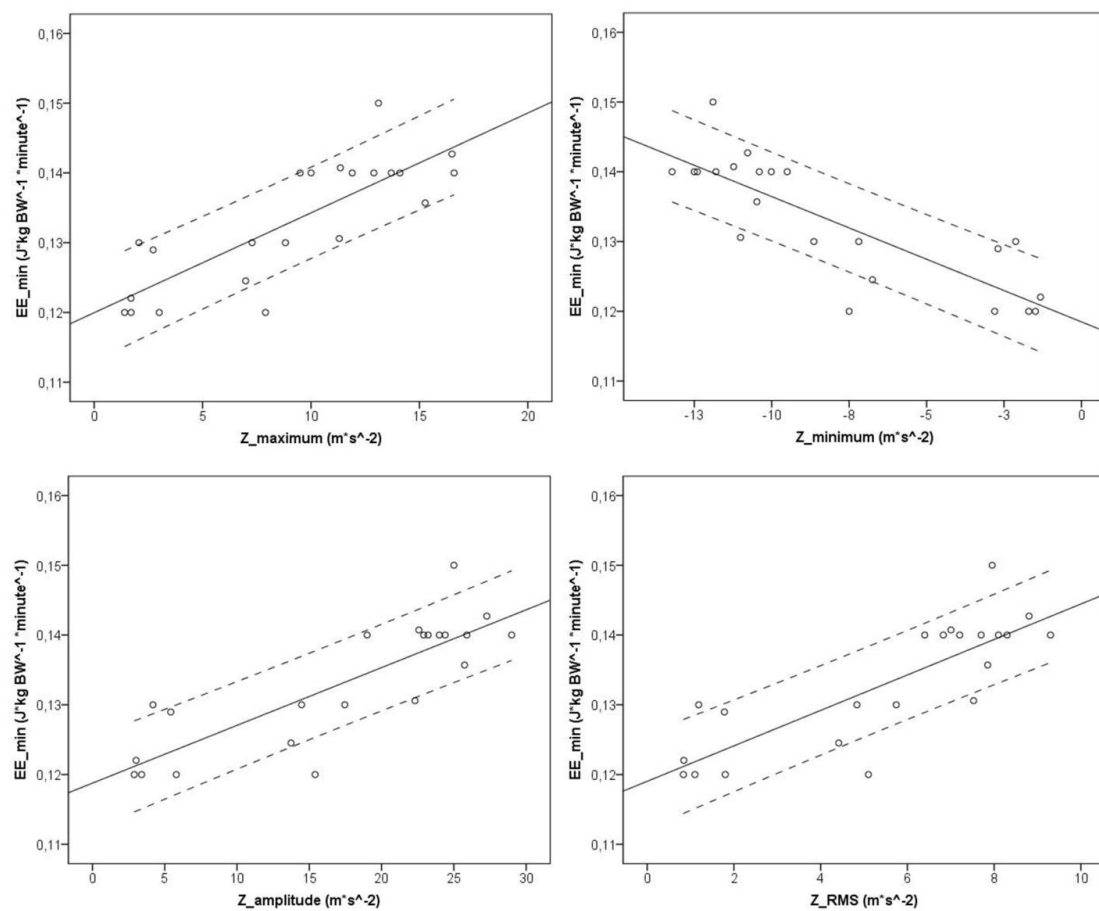 0,16
0,15
0,14
0,13
0,12
0,11
EE_min (J*kg BW^-1 *minute^-1)
0 5 10 15 20
Z_maximum (m*s^-2)
0,16
0,15
0,14
0,13
0,12
0,11
EE_min (J*kg BW^-1 *minute^-1)
-13 -10 -8 -5 -3 0
Z_minimum (m*s^-2)
0,16
0,15
0,14
0,13
0,12
0,11
EE_min (J*kg BW^-1 *minute^-1)
0 5 10 15 20 25 30
Z_amplitude (m*s^-2)
0,16
0,15
0,14
0,13
0,12
0,11
EE_min (J*kg BW^-1 *minute^-1)
0 2 4 6 8 10
Z_RMS (m*s^-2)